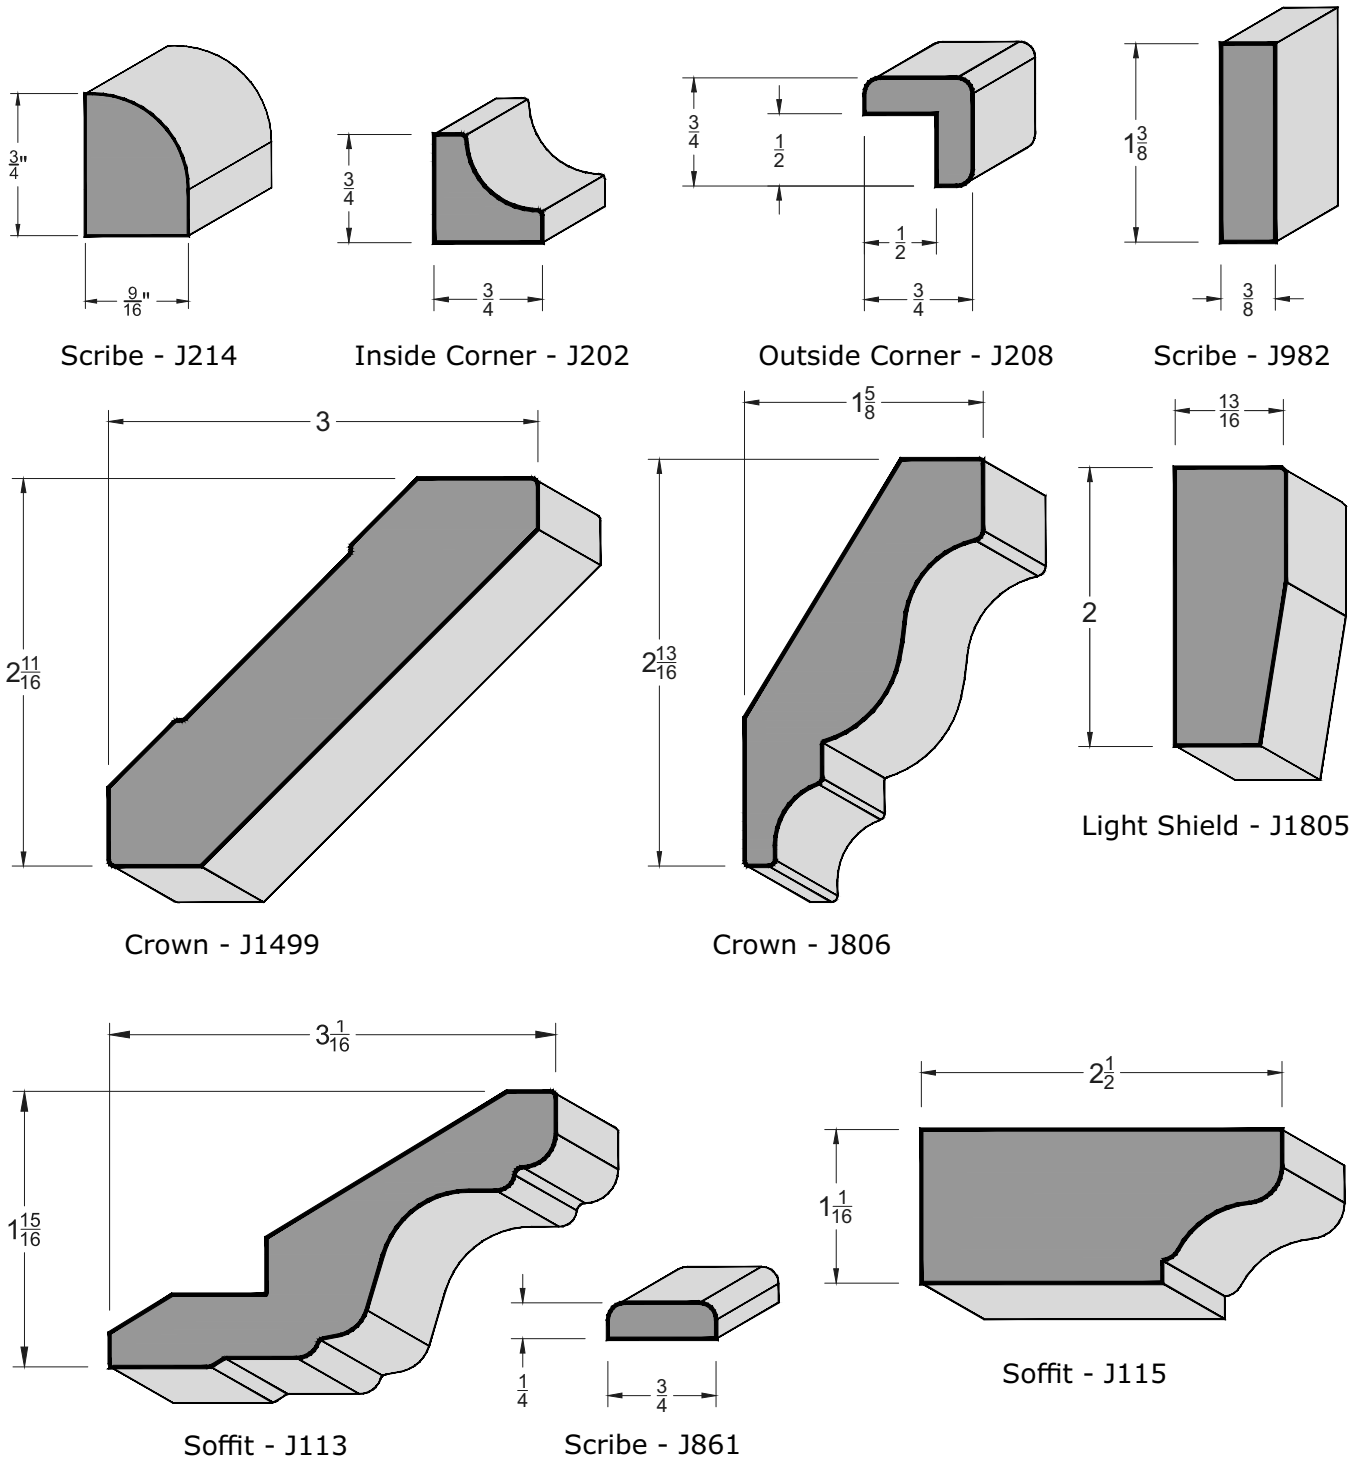 3/4"
9/16"
Scribe - J214
3/4
3/4
Inside Corner - J202
3/4
1/2
1/2
3/4
Outside Corner - J208
1 3/8
3/8
Scribe - J982
3
2 11/16
Crown - J1499
1 5/8
2 13/16
Crown - J806
13/16
2
Light Shield - J1805
3 1/16
1 15/16
Soffit - J113
1/4
3/4
Scribe - J861
2 1/2
1 1/16
Soffit - J115